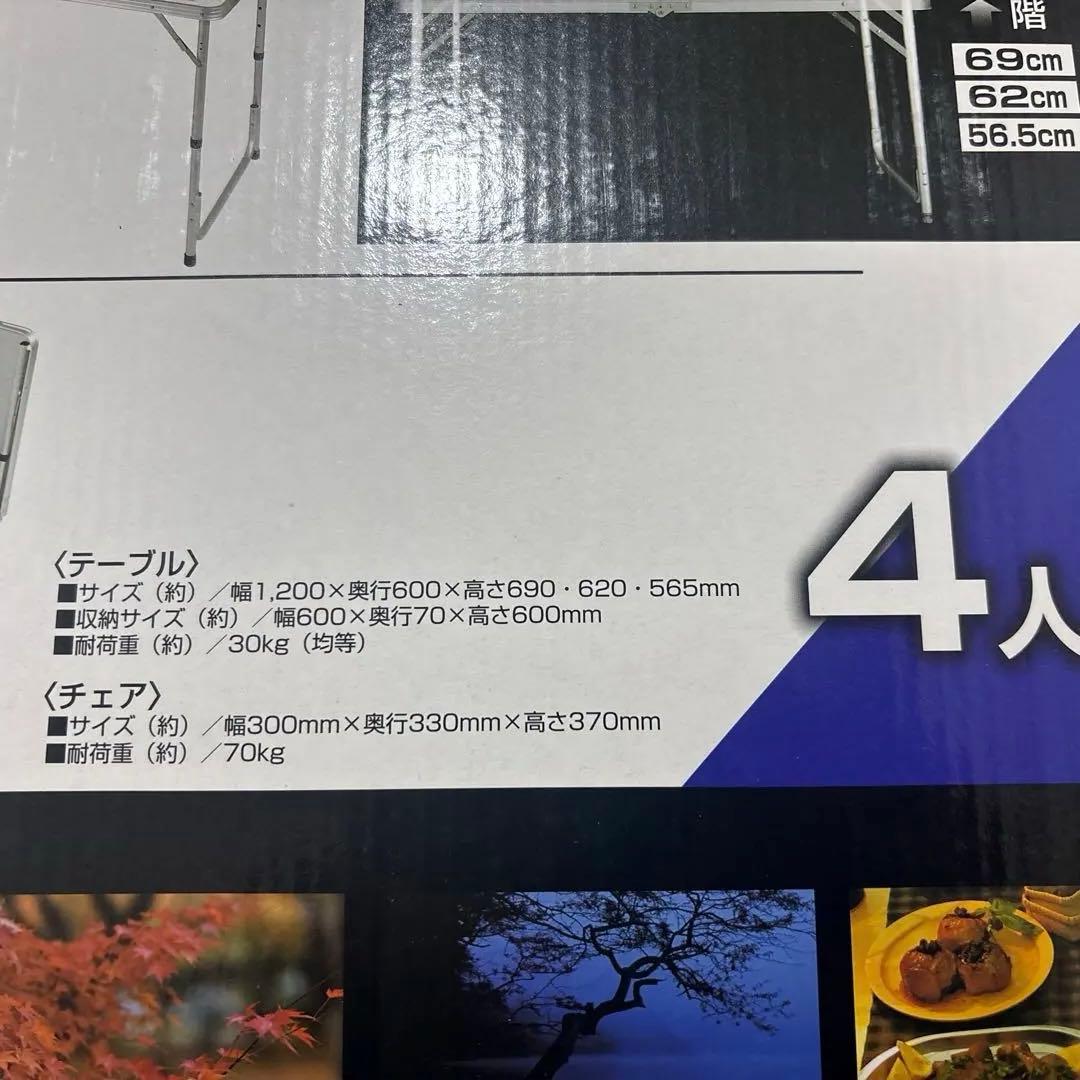 階
69cm
62cm
56.5cm
4人
〈テーブル〉
■サイズ（約）／幅1,200×奥行600×高さ690・620・565mm
■収納サイズ（約）／幅600×奥行70×高さ600mm
■耐荷重（約）／30kg（均等）
〈チェア〉
■サイズ（約）／幅300mm×奥行330mm×高さ370mm
■耐荷重（約）／70kg